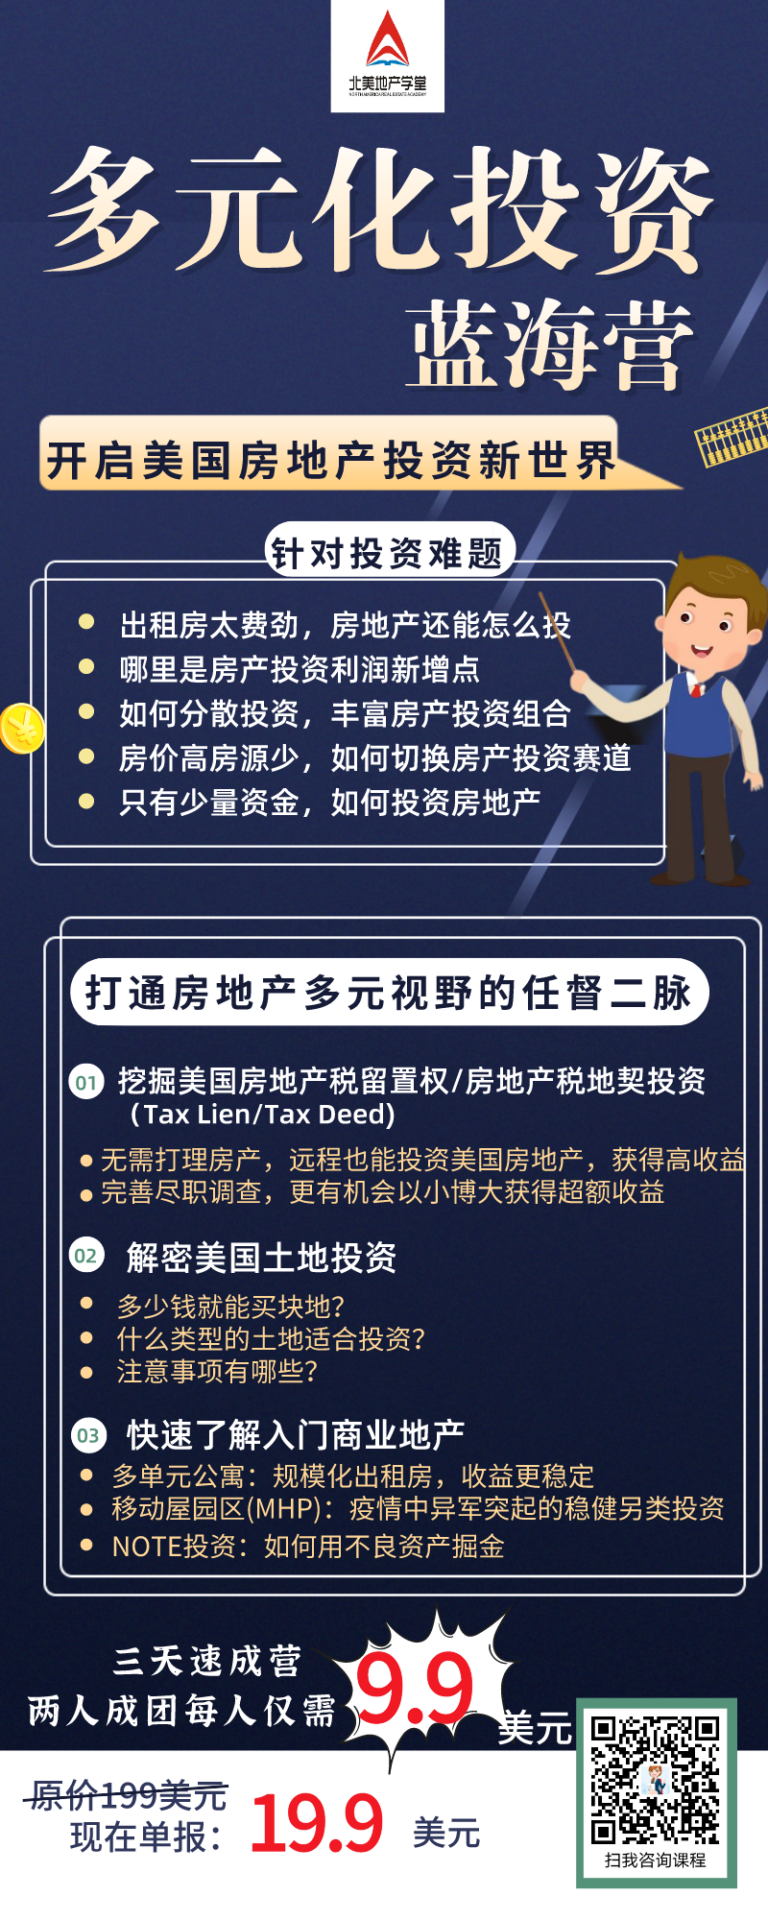 北美地产学堂
NORTH AMERICA REAL ESTATE ACADEMY
多元化投资
蓝海营
开启美国房地产投资新世界
针对投资难题
出租房太费劲，房地产还能怎么投
哪里是房产投资利润新增点
如何分散投资，丰富房产投资组合
房价高房源少，如何切换房产投资赛道
只有少量资金，如何投资房地产
打通房地产多元视野的任督二脉
01 挖掘美国房地产税留置权/房地产税地契投资
（Tax Lien/Tax Deed)
无需打理房产，远程也能投资美国房地产，获得高收益
完善尽职调查，更有机会以小博大获得超额收益
02 解密美国土地投资
多少钱就能买块地？
什么类型的土地适合投资？
注意事项有哪些？
03 快速了解入门商业地产
多单元公寓：规模化出租房，收益更稳定
移动屋园区(MHP)：疫情中异军突起的稳健另类投资
NOTE投资：如何用不良资产掘金
三天速成营
两人成团每人仅需 9.9 美元
原价199美元
现在单报： 19.9 美元
扫我咨询课程